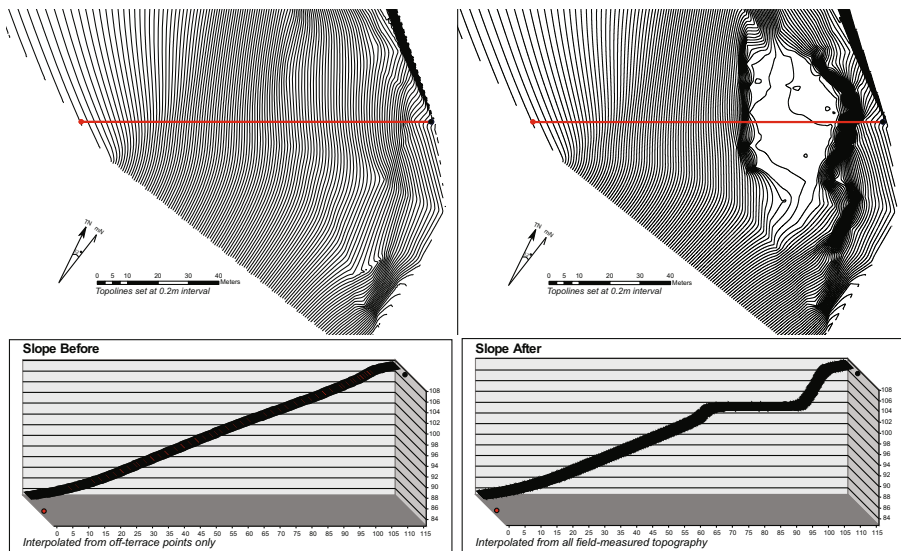 TN
mN
0 5 10 20 30 40
Meters
Topolines set at 0.2m interval
TN
mN
0 5 10 20 30 40
Meters
Topolines set at 0.2m interval
Slope Before
108
106
104
102
100
98
96
94
92
90
88
86
84
0 5 10 15 20 25 30 35 40 45 50 55 60 65 70 75 80 85 90 95 100 105 110 115
Interpolated from off-terrace points only
Slope After
108
106
104
102
100
98
96
94
92
90
88
86
84
0 5 10 15 20 25 30 35 40 45 50 55 60 65 70 75 80 85 90 95 100 105 110 115
Interpolated from all field-measured topography